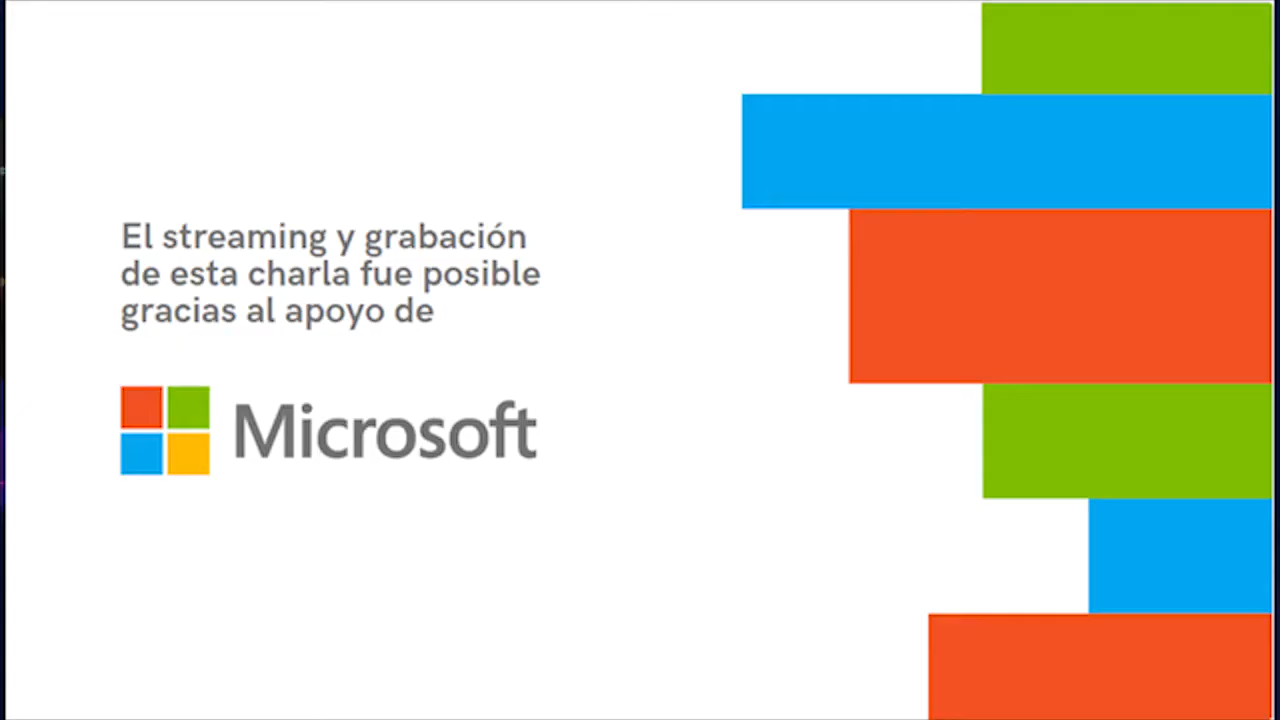 El streaming y grabación
de esta charla fue posible
gracias al apoyo de
Microsoft